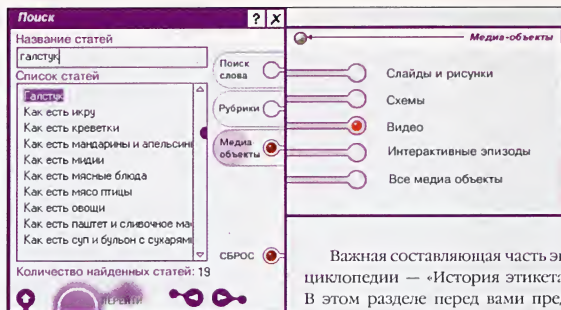 Поиск
? X
Название статей
галстук
Список статей
Галстук
Как есть икру
Как есть креветки
Как есть мандарины и апельсин
Как есть мидии
Как есть мясные блюда
Как есть мясо птицы
Как есть овощи
Как есть паштет и сливочное ма
Как есть суп и бульон с сухарям
Количество найденных статей: 19
ПЕРЕЙТИ
Поиск
слова
Рубрики
Медиа
объекты
СБРОС
Медиа-объекты
Слайды и рисунки
Схемы
Видео
Интерактивные эпизоды
Все медиа объекты
Важная составляющая часть эн
циклопедии — «История этикета
В этом разделе перед вами пред